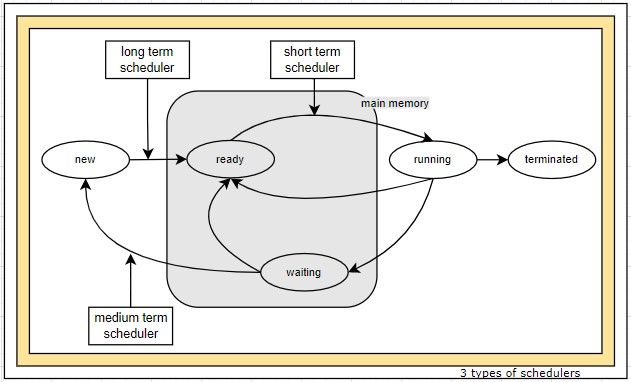 long term
scheduler
short term
scheduler
main memory
new
ready
running
terminated
waiting
medium term
scheduler
3 types of schedulers